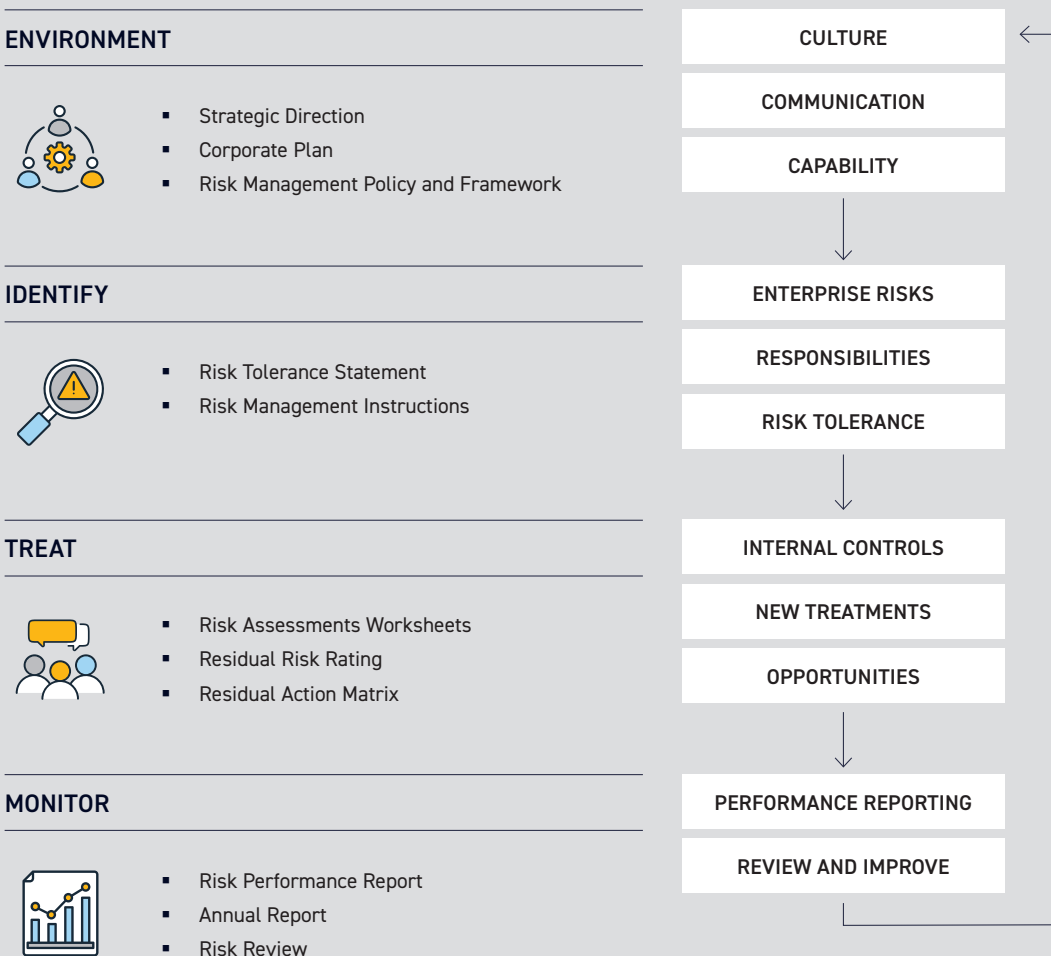 ENVIRONMENT
Strategic Direction
Corporate Plan
Risk Management Policy and Framework
CULTURE
COMMUNICATION
CAPABILITY
IDENTIFY
Risk Tolerance Statement
Risk Management Instructions
ENTERPRISE RISKS
RESPONSIBILITIES
RISK TOLERANCE
TREAT
Risk Assessments Worksheets
Residual Risk Rating
Residual Action Matrix
INTERNAL CONTROLS
NEW TREATMENTS
OPPORTUNITIES
MONITOR
Risk Performance Report
Annual Report
Risk Review
PERFORMANCE REPORTING
REVIEW AND IMPROVE